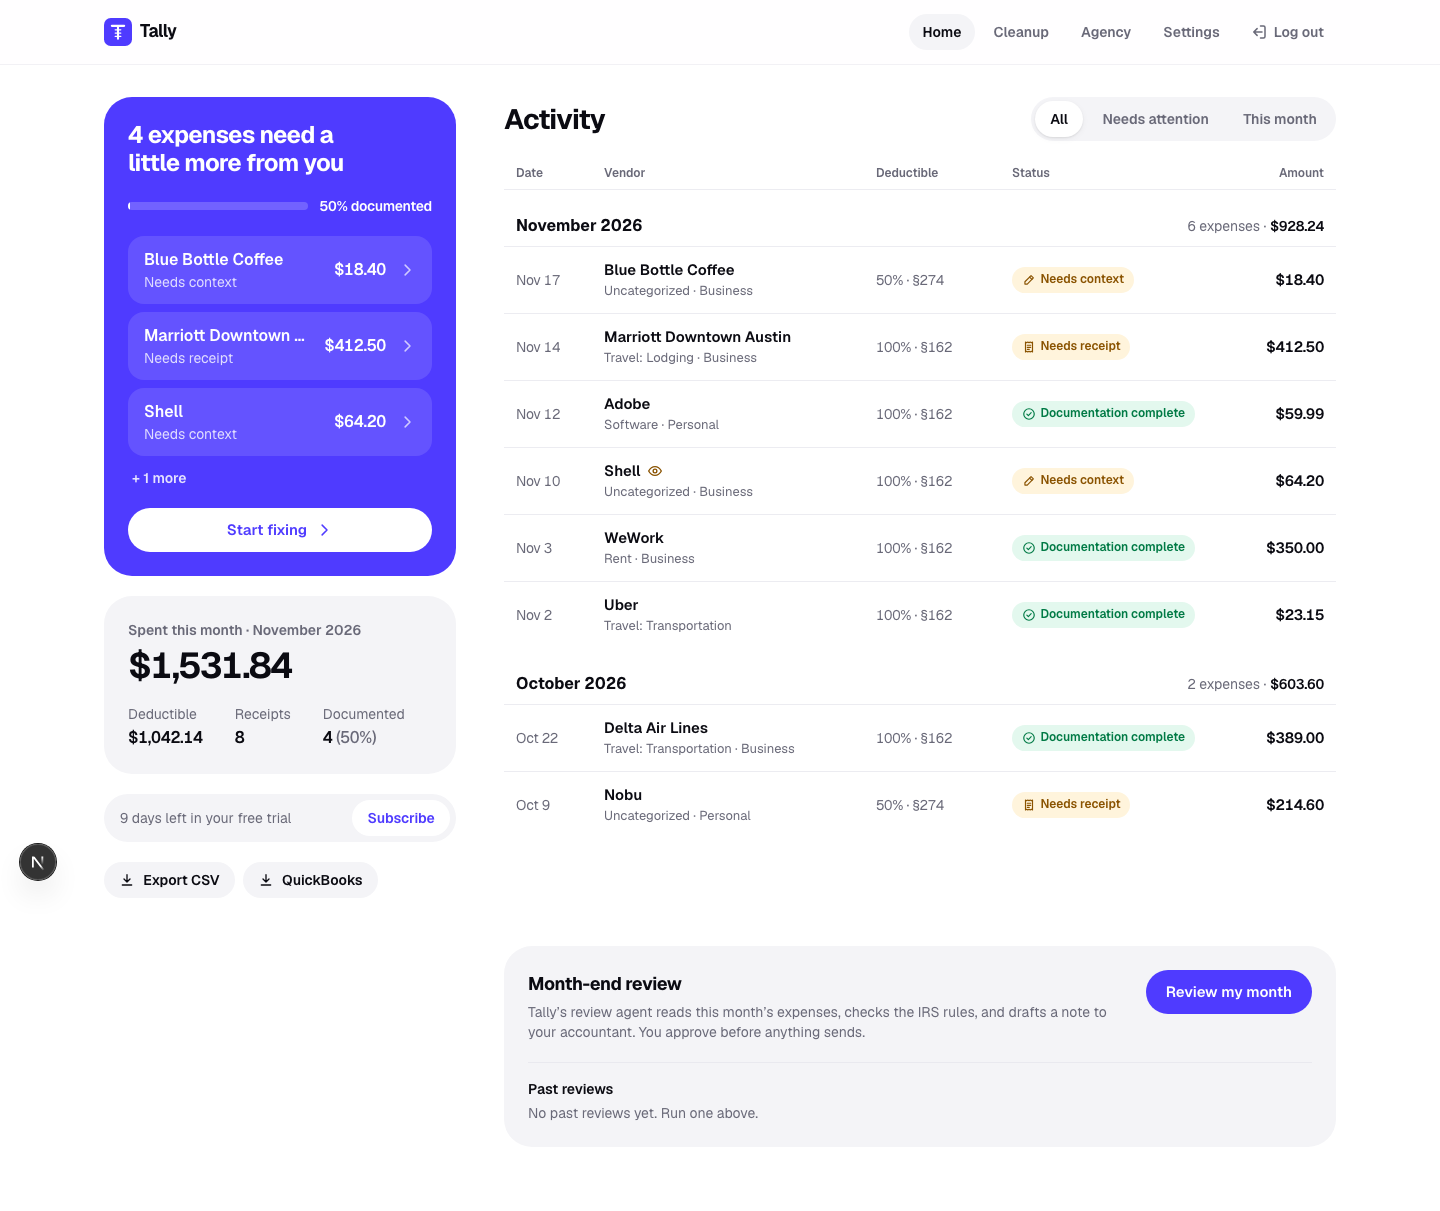 Tally
Home
Cleanup
Agency
Settings
Log out
4 expenses need a
little more from you
50% documented
Blue Bottle Coffee
Needs context
$18.40
Marriott Downtown ...
Needs receipt
$412.50
Shell
Needs context
$64.20
+ 1 more
Start fixing
Spent this month · November 2026
$1,531.84
Deductible
$1,042.14
Receipts
8
Documented
4 (50%)
9 days left in your free trial
Subscribe
Export CSV
QuickBooks
N
Activity
All
Needs attention
This month
Date Vendor Deductible Status Amount
November 2026 6 expenses · $928.24
Nov 17 Blue Bottle Coffee 50% · §274 Needs context $18.40
Uncategorized · Business
Nov 14 Marriott Downtown Austin 100% · §162 Needs receipt $412.50
Travel: Lodging · Business
Nov 12 Adobe 100% · §162 Documentation complete $59.99
Software · Personal
Nov 10 Shell 100% · §162 Needs context $64.20
Uncategorized · Business
Nov 3 WeWork 100% · §162 Documentation complete $350.00
Rent · Business
Nov 2 Uber 100% · §162 Documentation complete $23.15
Travel: Transportation
October 2026 2 expenses · $603.60
Oct 22 Delta Air Lines 100% · §162 Documentation complete $389.00
Travel: Transportation · Business
Oct 9 Nobu 50% · §274 Needs receipt $214.60
Uncategorized · Personal
Month-end review
Tally's review agent reads this month's expenses, checks the IRS rules, and drafts a note to
your accountant. You approve before anything sends.
Review my month
Past reviews
No past reviews yet. Run one above.